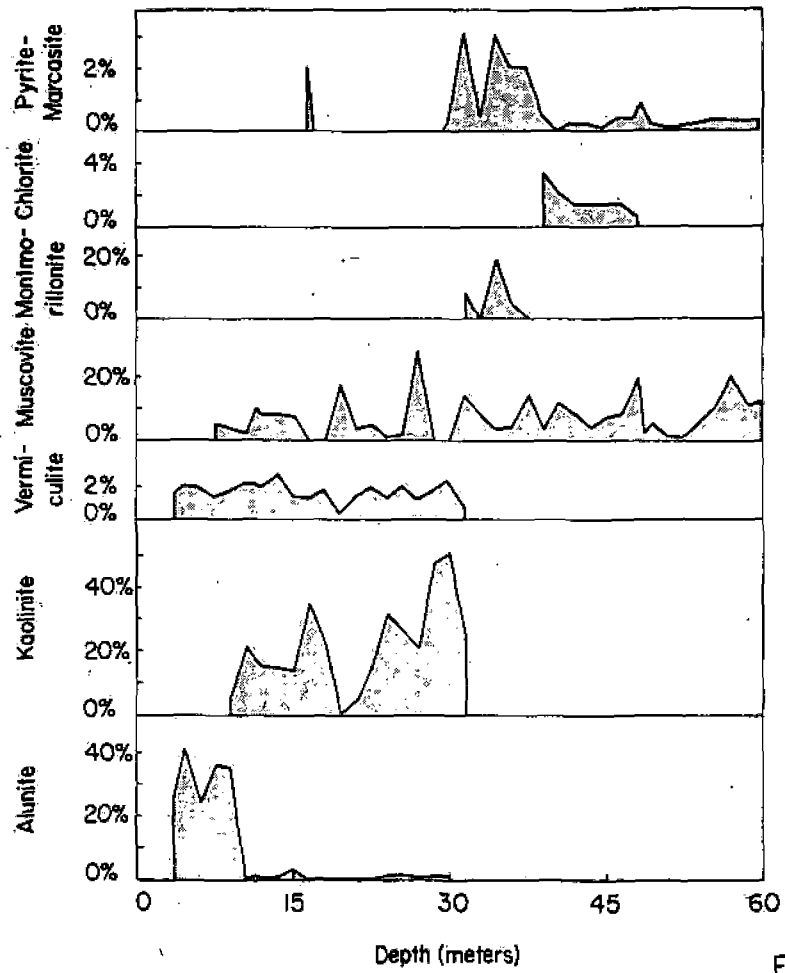 Pyrite-
Marcasite
2%
0%
Chlorite
4%
0%
Montmo-
rillonite
20%
0%
Muscovite
20%
0%
Vermi-
culite
2%
0%
Kaolinite
40%
20%
0%
Alunite
40%
20%
0%
0 15 30 45 60
Depth (meters)